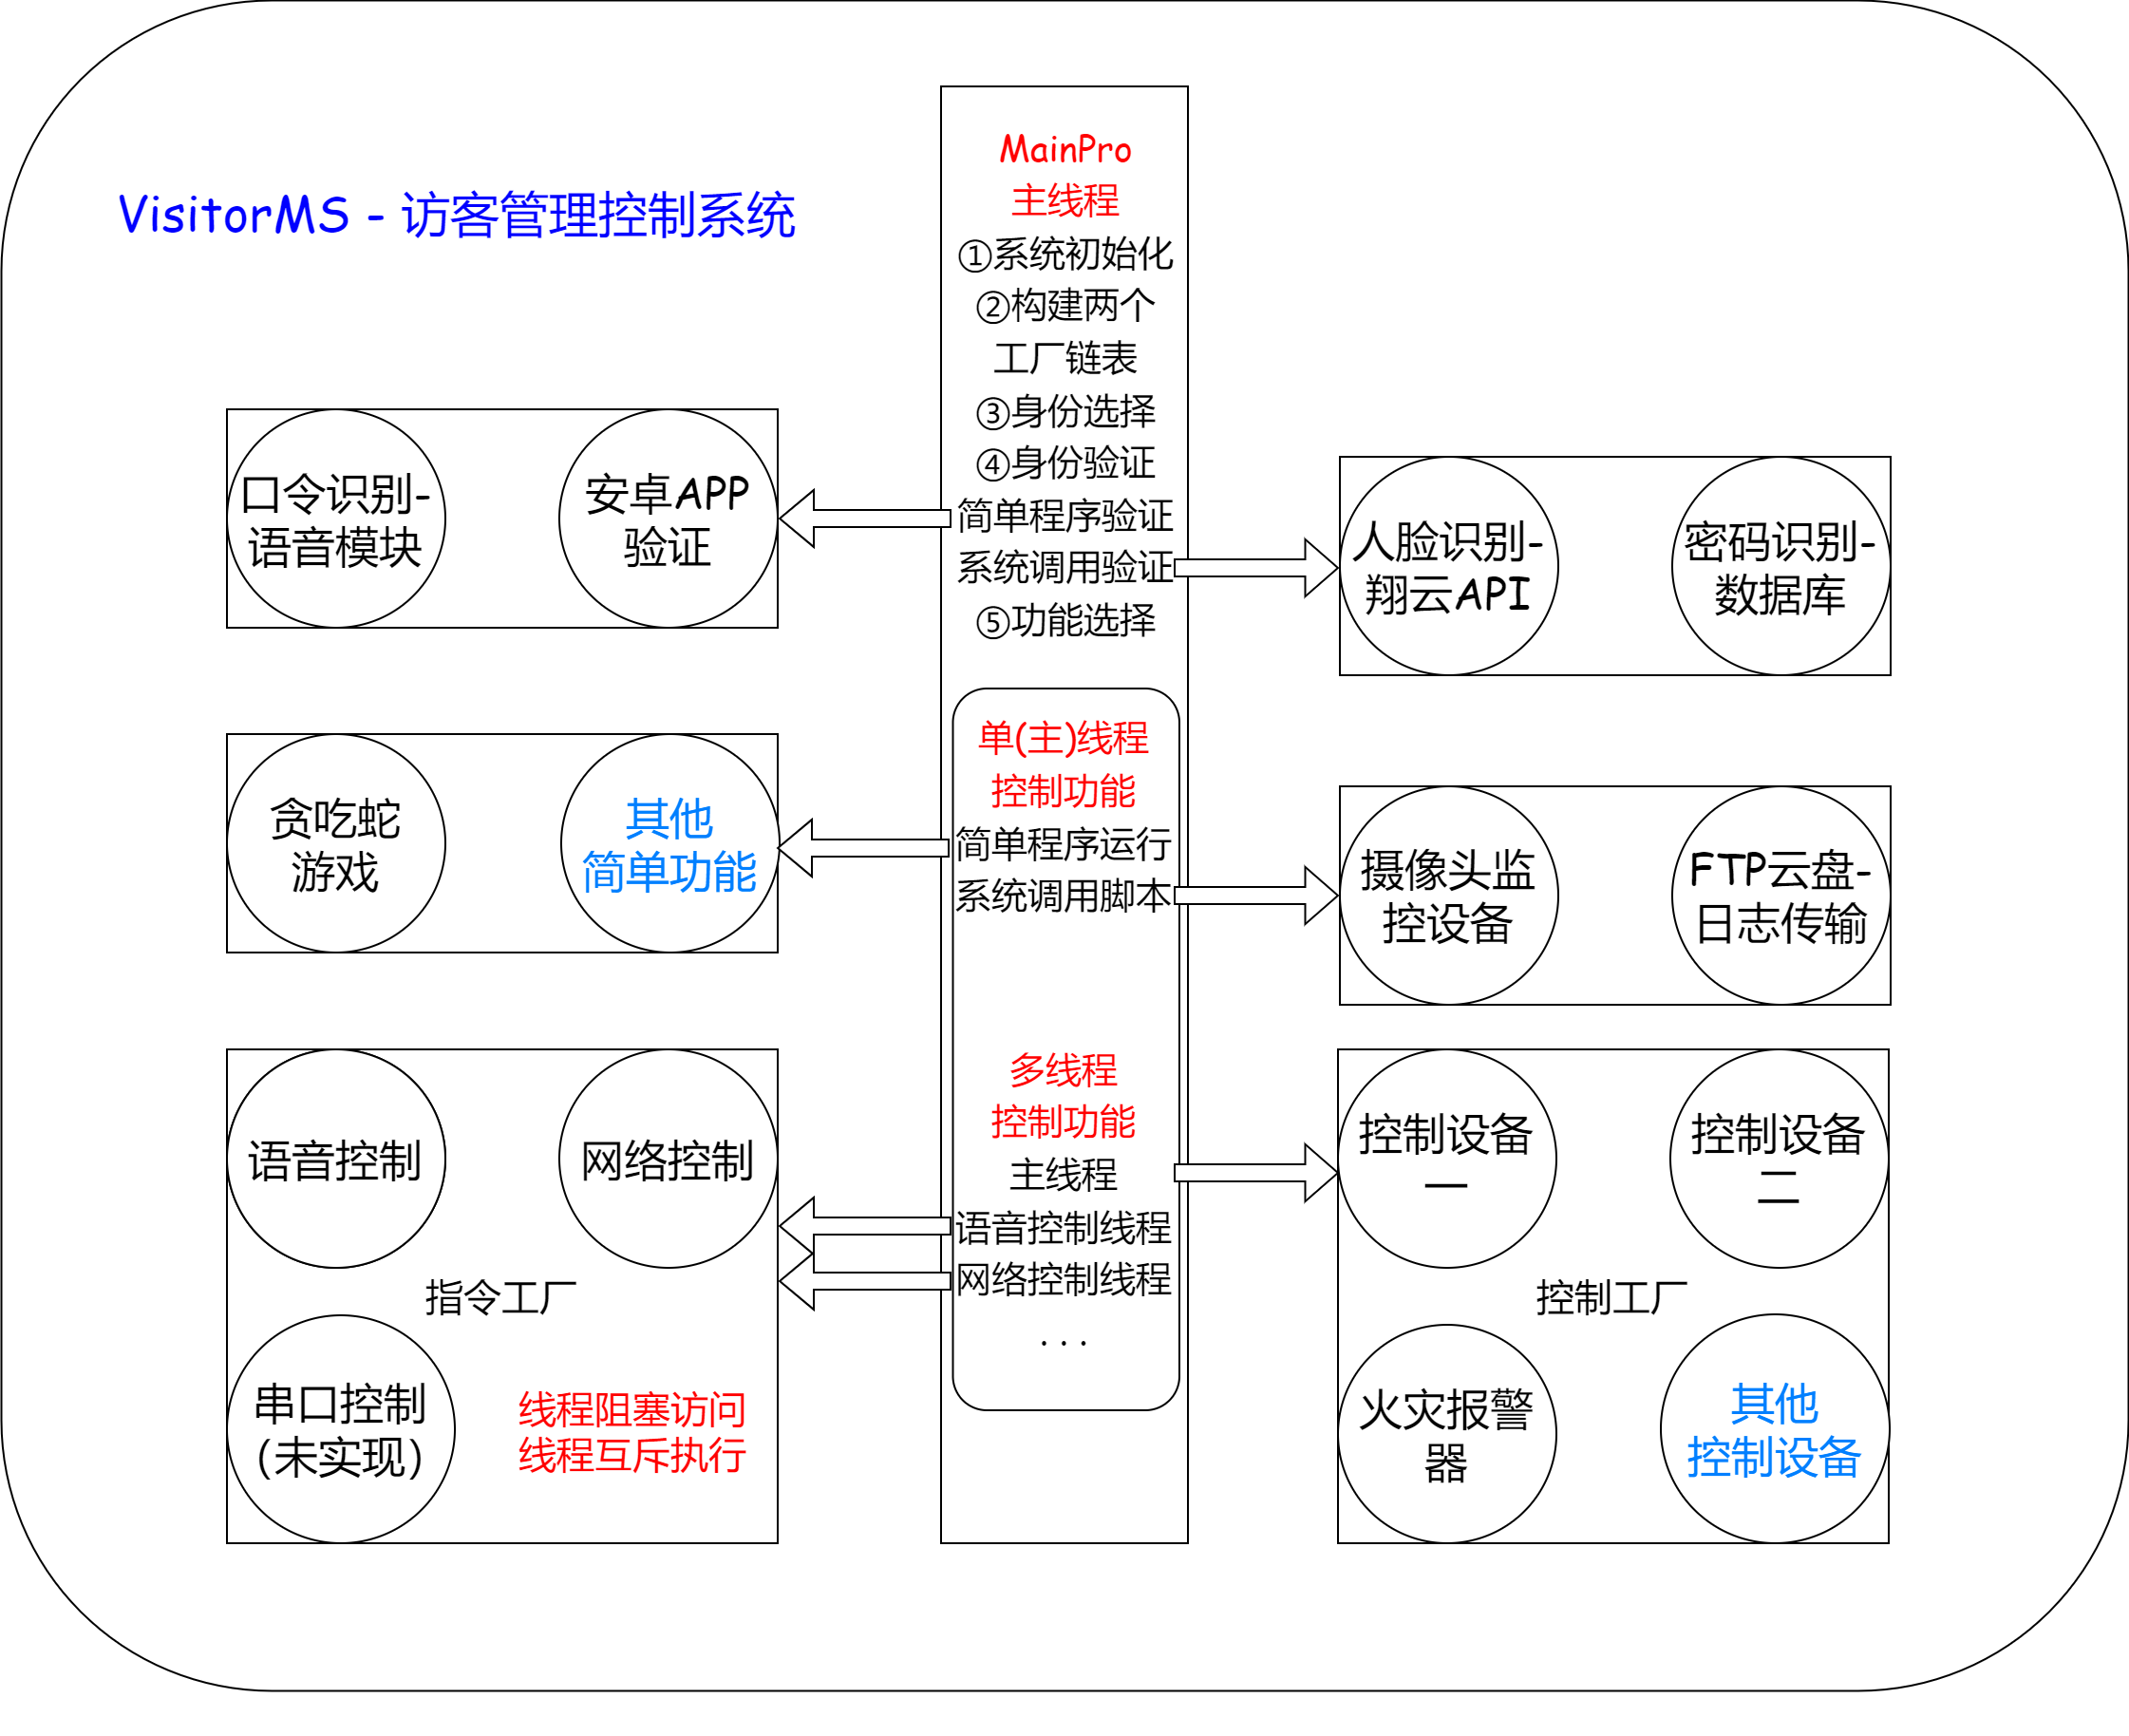 VisitorMS - 访客管理控制系统
MainPro
主线程
①系统初始化
②构建两个
工厂链表
③身份选择
④身份验证
简单程序验证
系统调用验证
⑤功能选择
口令识别-
语音模块
安卓APP
验证
人脸识别-
翔云API
密码识别-
数据库
单(主)线程
控制功能
简单程序运行
系统调用脚本
贪吃蛇
游戏
其他
简单功能
摄像头监
控设备
FTP云盘-
日志传输
多线程
控制功能
主线程
语音控制线程
网络控制线程
. . .
语音控制
网络控制
指令工厂
串口控制
(未实现)
线程阻塞访问
线程互斥执行
控制设备
一
控制设备
二
控制工厂
火灾报警
器
其他
控制设备